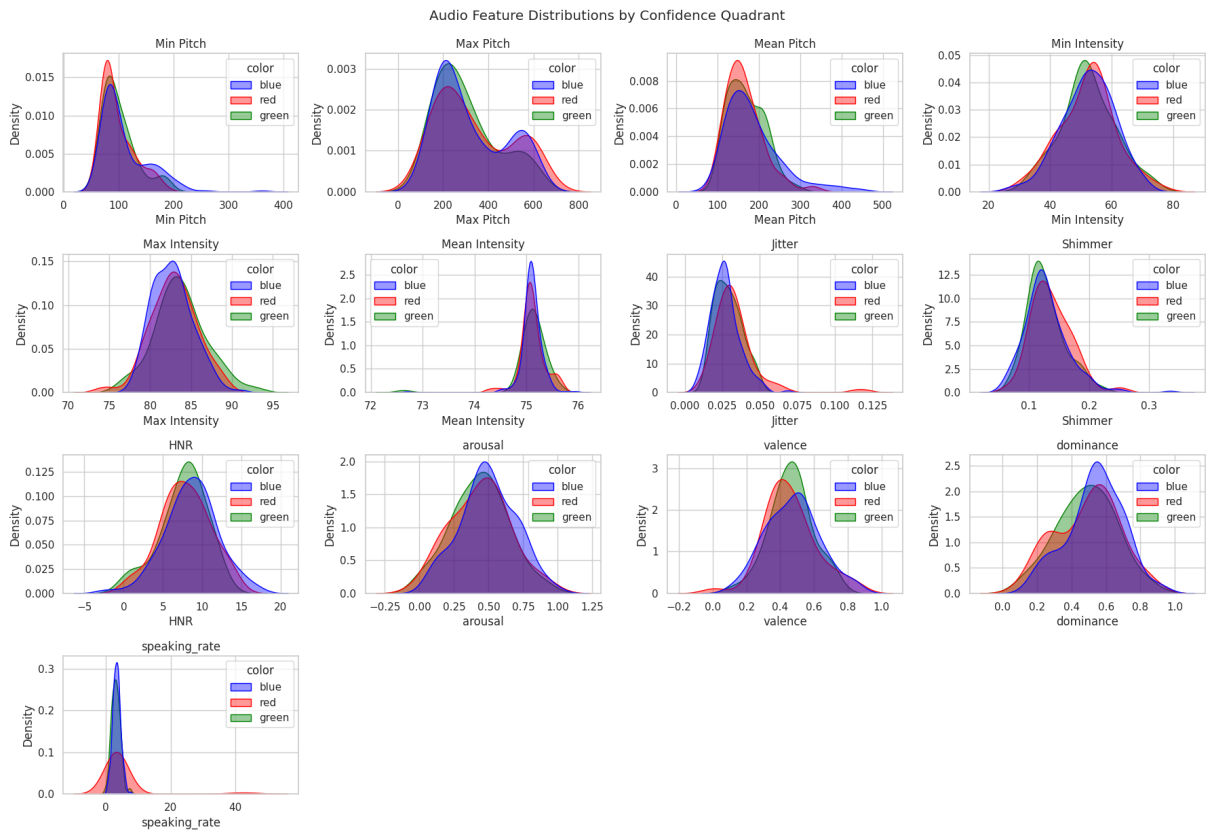 Audio Feature Distributions by Confidence Quadrant
Min Pitch
Density
0.015
0.010
0.005
0.000
0
100
200
300
400
Min Pitch
color
blue
red
green
Max Pitch
Density
0.003
0.002
0.001
0.000
0
200
400
600
800
Max Pitch
color
blue
red
green
Mean Pitch
Density
0.008
0.006
0.004
0.002
0.000
0
100
200
300
400
500
Mean Pitch
color
blue
red
green
Min Intensity
Density
0.05
0.04
0.03
0.02
0.01
0.00
20
40
60
80
Min Intensity
color
blue
red
green
Max Intensity
Density
0.15
0.10
0.05
0.00
70
75
80
85
90
95
Max Intensity
color
blue
red
green
Mean Intensity
Density
2.5
2.0
1.5
1.0
0.5
0.0
72
73
74
75
76
Mean Intensity
color
blue
red
green
Jitter
Density
40
30
20
10
0
0.000
0.025
0.050
0.075
0.100
0.125
Jitter
color
blue
red
green
Shimmer
Density
12.5
10.0
7.5
5.0
2.5
0.0
0.1
0.2
0.3
Shimmer
color
blue
red
green
HNR
Density
0.125
0.100
0.075
0.050
0.025
0.000
−5
0
5
10
15
20
HNR
color
blue
red
green
arousal
Density
2.0
1.5
1.0
0.5
0.0
−0.25
0.00
0.25
0.50
0.75
1.00
1.25
arousal
color
blue
red
green
valence
Density
3
2
1
0
−0.2
0.0
0.2
0.4
0.6
0.8
1.0
valence
color
blue
red
green
dominance
Density
2.5
2.0
1.5
1.0
0.5
0.0
0.0
0.2
0.4
0.6
0.8
1.0
dominance
color
blue
red
green
speaking_rate
Density
0.3
0.2
0.1
0.0
0
20
40
speaking_rate
color
blue
red
green